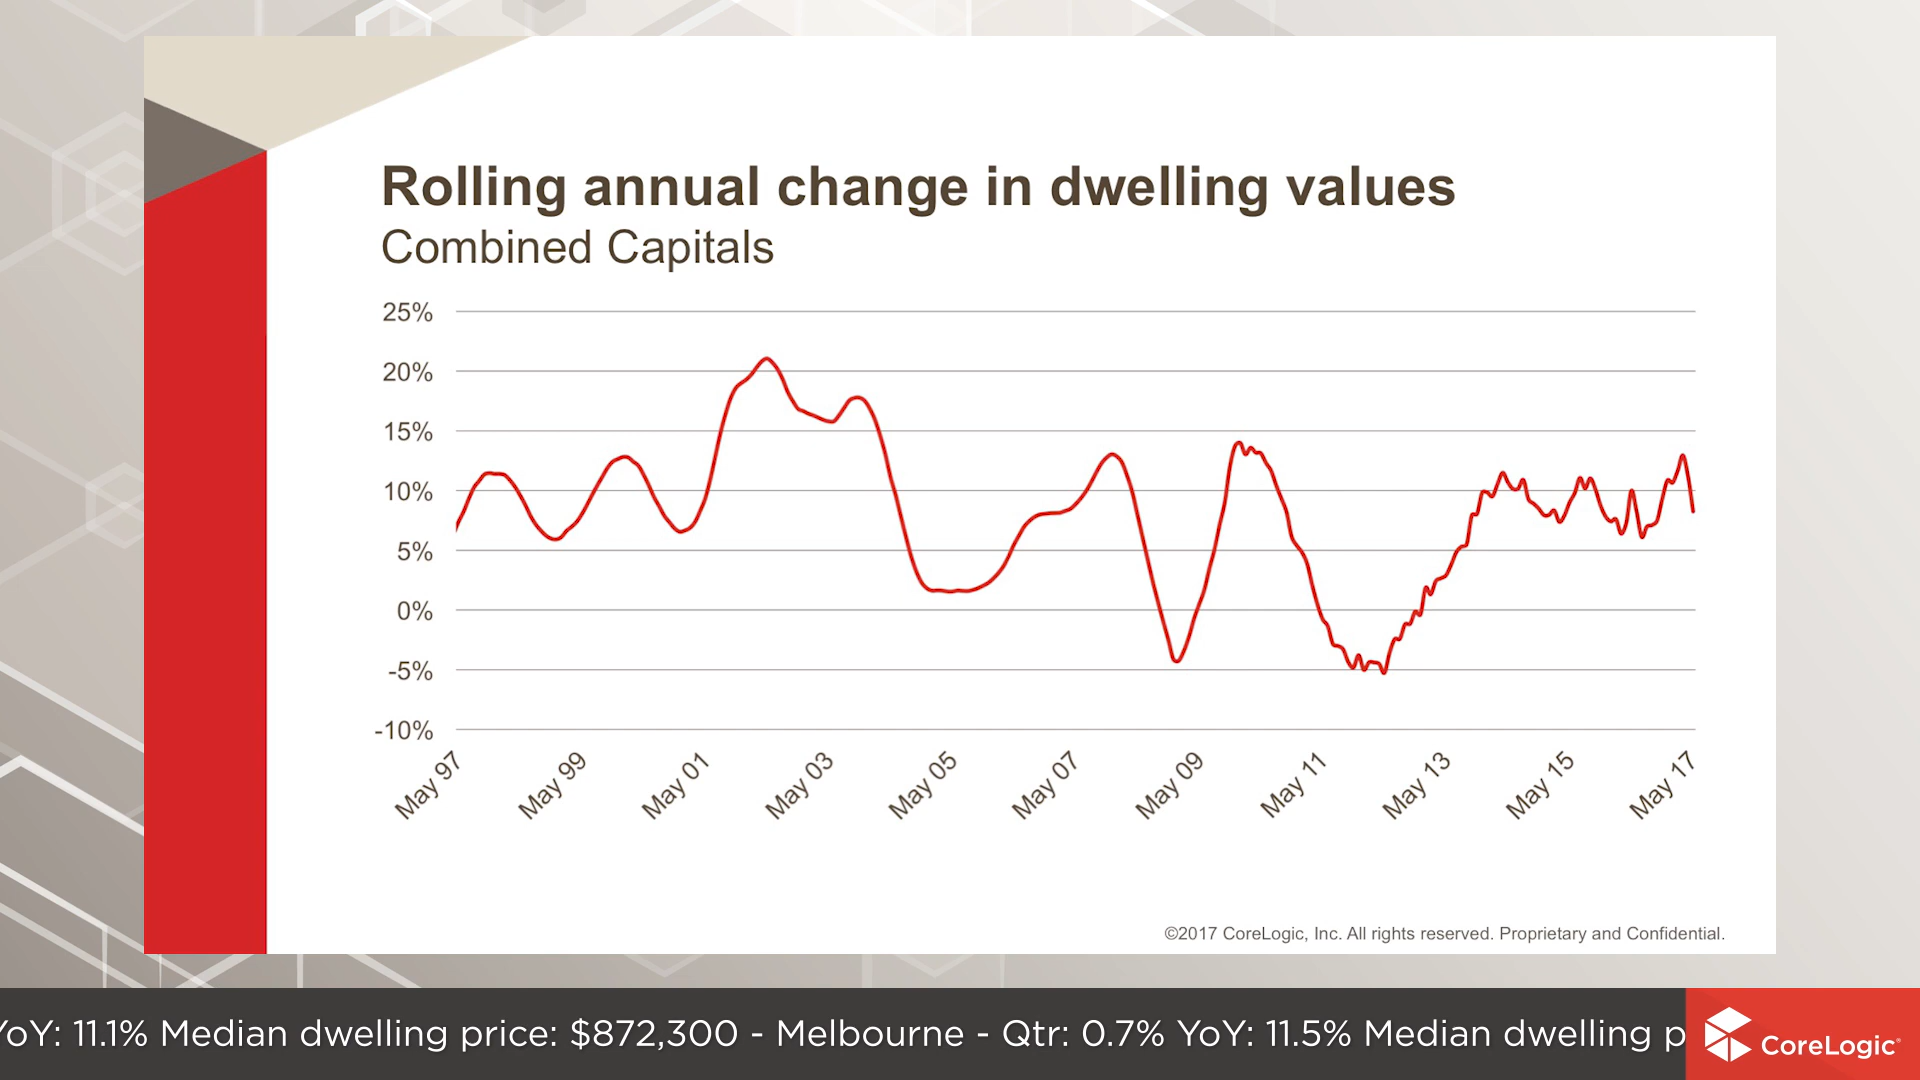 Rolling annual change in dwelling values
Combined Capitals
25%
20%
15%
10%
5%
0%
-5%
-10%
May 97
May 99
May 01
May 03
May 05
May 07
May 09
May 11
May 13
May 15
May 17
©2017 CoreLogic, Inc. All rights reserved. Proprietary and Confidential.
YoY: 11.1% Median dwelling price: $872,300 - Melbourne - Qtr: 0.7% YoY: 11.5% Median dwelling p
CoreLogic